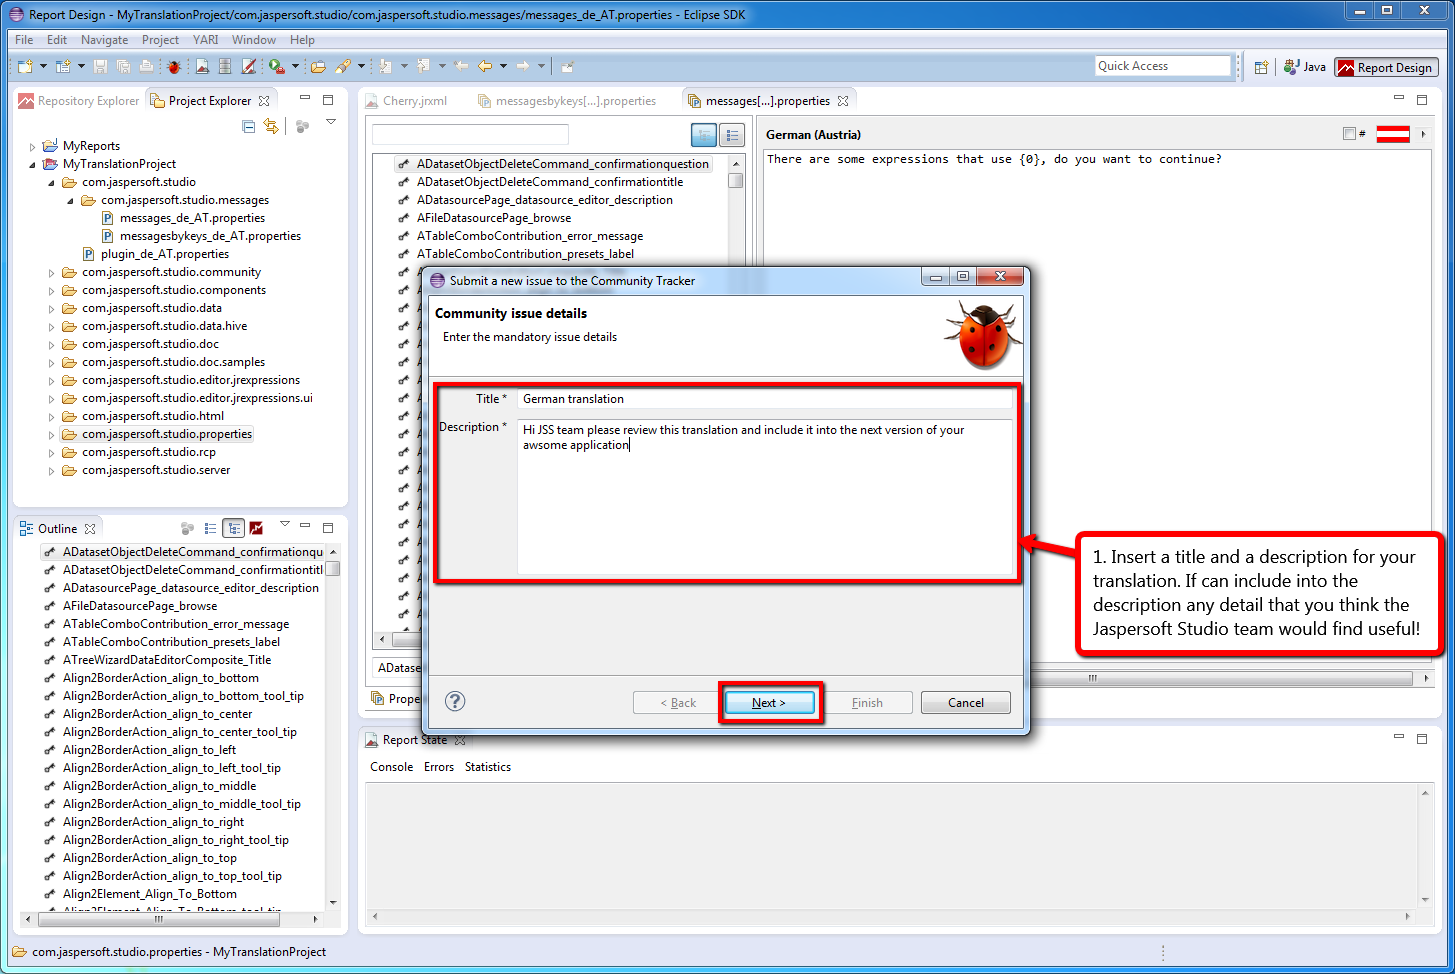 Report Design - MyTranslationProject/com.jaspersoft.studio/com.jaspersoft.studio.messages/messages_de_AT.properties - Eclipse SDK
File Edit Navigate Project YARI Window Help
Quick Access
Java
Report Design
Repository Explorer
Project Explorer
MyReports
MyTranslationProject
com.jaspersoft.studio
com.jaspersoft.studio.messages
messages_de_AT.properties
messagesbykeys_de_AT.properties
plugin_de_AT.properties
com.jaspersoft.studio.community
com.jaspersoft.studio.components
com.jaspersoft.studio.data
com.jaspersoft.studio.data.hive
com.jaspersoft.studio.doc
com.jaspersoft.studio.doc.samples
com.jaspersoft.studio.editor.jrexpressions
com.jaspersoft.studio.editor.jrexpressions.ui
com.jaspersoft.studio.html
com.jaspersoft.studio.properties
com.jaspersoft.studio.rcp
com.jaspersoft.studio.server
Outline
ADatasetObjectDeleteCommand_confirmationqu
ADatasetObjectDeleteCommand_confirmationtitl
ADatasourcePage_datasource_editor_description
AFileDatasourcePage_browse
ATableComboContribution_error_message
ATableComboContribution_presets_label
ATreeWizardDataEditorComposite_Title
Align2BorderAction_align_to_bottom
Align2BorderAction_align_to_bottom_tool_tip
Align2BorderAction_align_to_center
Align2BorderAction_align_to_center_tool_tip
Align2BorderAction_align_to_left
Align2BorderAction_align_to_left_tool_tip
Align2BorderAction_align_to_middle
Align2BorderAction_align_to_middle_tool_tip
Align2BorderAction_align_to_right
Align2BorderAction_align_to_right_tool_tip
Align2BorderAction_align_to_top
Align2BorderAction_align_to_top_tool_tip
Align2Element_Align_To_Bottom
Align2Element_Align_To_Bottom_tool_tip
Cherry.jrxml
messagesbykeys[...].properties
messages[...].properties
ADatasetObjectDeleteCommand_confirmationquestion
ADatasetObjectDeleteCommand_confirmationtitle
ADatasourcePage_datasource_editor_description
AFileDatasourcePage_browse
ATableComboContribution_error_message
ATableComboContribution_presets_label
ADatase
Prope
German (Austria)
#
There are some expressions that use {0}, do you want to continue?
Submit a new issue to the Community Tracker
Community issue details
Enter the mandatory issue details
Title *
German translation
Description *
Hi JSS team please review this translation and include it into the next version of your
awsome application
?
< Back
Next >
Finish
Cancel
1. Insert a title and a description for your
translation. If can include into the
description any detail that you think the
Jaspersoft Studio team would find useful!
Report State
Console Errors Statistics
com.jaspersoft.studio.properties - MyTranslationProject